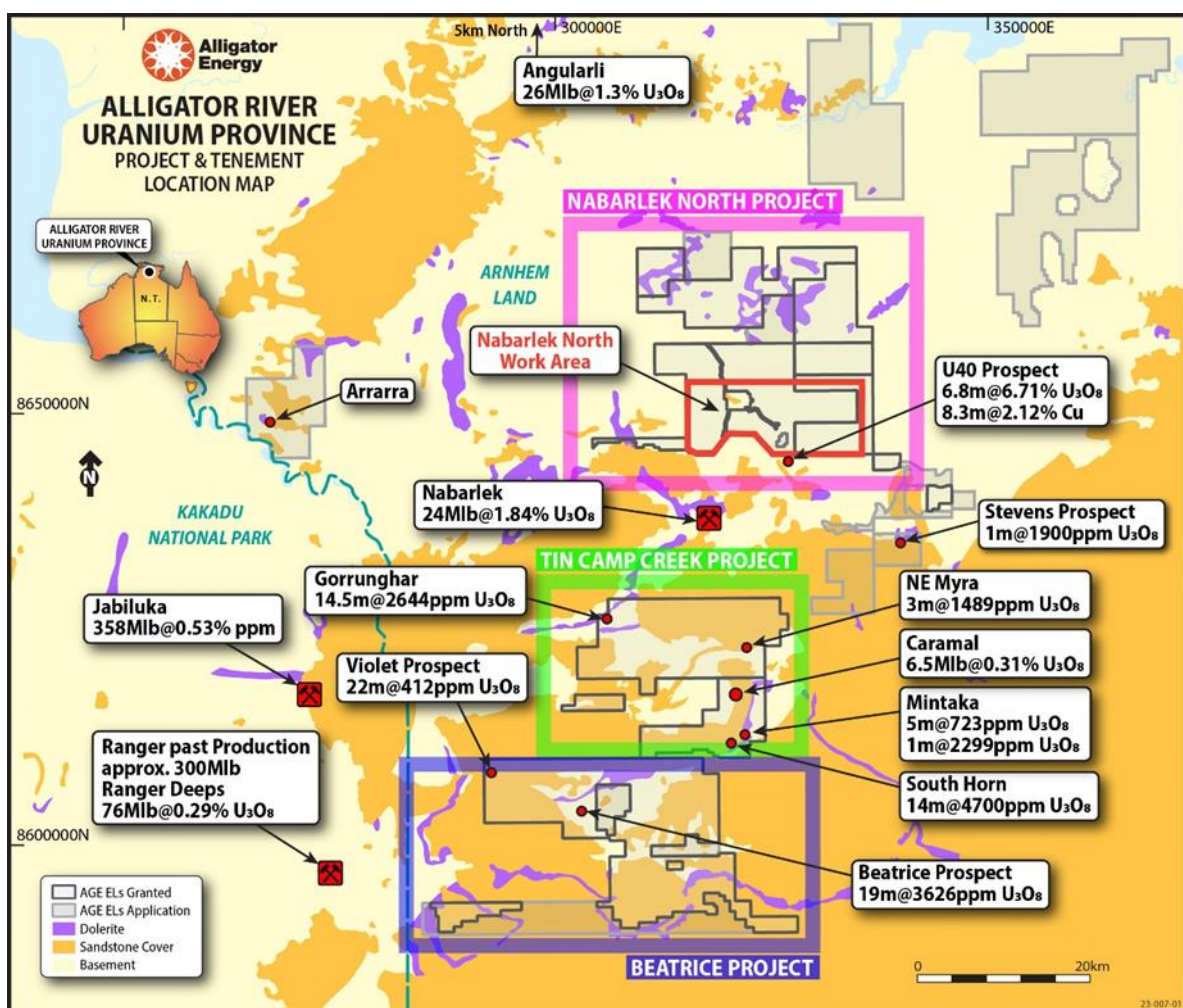 5km North
300000E
350000E
Alligator
Energy
ALLIGATOR RIVER
URANIUM PROVINCE
PROJECT & TENEMENT
LOCATION MAP
Angularli
26Mlb@1.3% U₃O₈
ALLIGATOR RIVER
URANIUM PROVINCE
N.T.
NABARLEK NORTH PROJECT
ARNHEM
LAND
Nabarlek North
Work Area
U40 Prospect
6.8m@6.71% U₃O₈
8.3m@2.12% Cu
Arrarra
8650000N
N
KAKADU
NATIONAL PARK
Nabarlek
24Mlb@1.84% U₃O₈
Stevens Prospect
1m@1900ppm U₃O₈
TIN CAMP CREEK PROJECT
Gorrunghar
14.5m@2644ppm U₃O₈
NE Myra
3m@1489ppm U₃O₈
Jabiluka
358Mlb@0.53% ppm
Violet Prospect
22m@412ppm U₃O₈
Caramal
6.5Mlb@0.31% U₃O₈
Mintaka
5m@723ppm U₃O₈
1m@2299ppm U₃O₈
Ranger past Production
approx. 300Mlb
Ranger Deeps
76Mlb@0.29% U₃O₈
South Horn
14m@4700ppm U₃O₈
8600000N
Beatrice Prospect
19m@3626ppm U₃O₈
AGE ELs Granted
AGE ELs Application
Dolerite
Sandstone Cover
Basement
BEATRICE PROJECT
0
20km
23-007-01